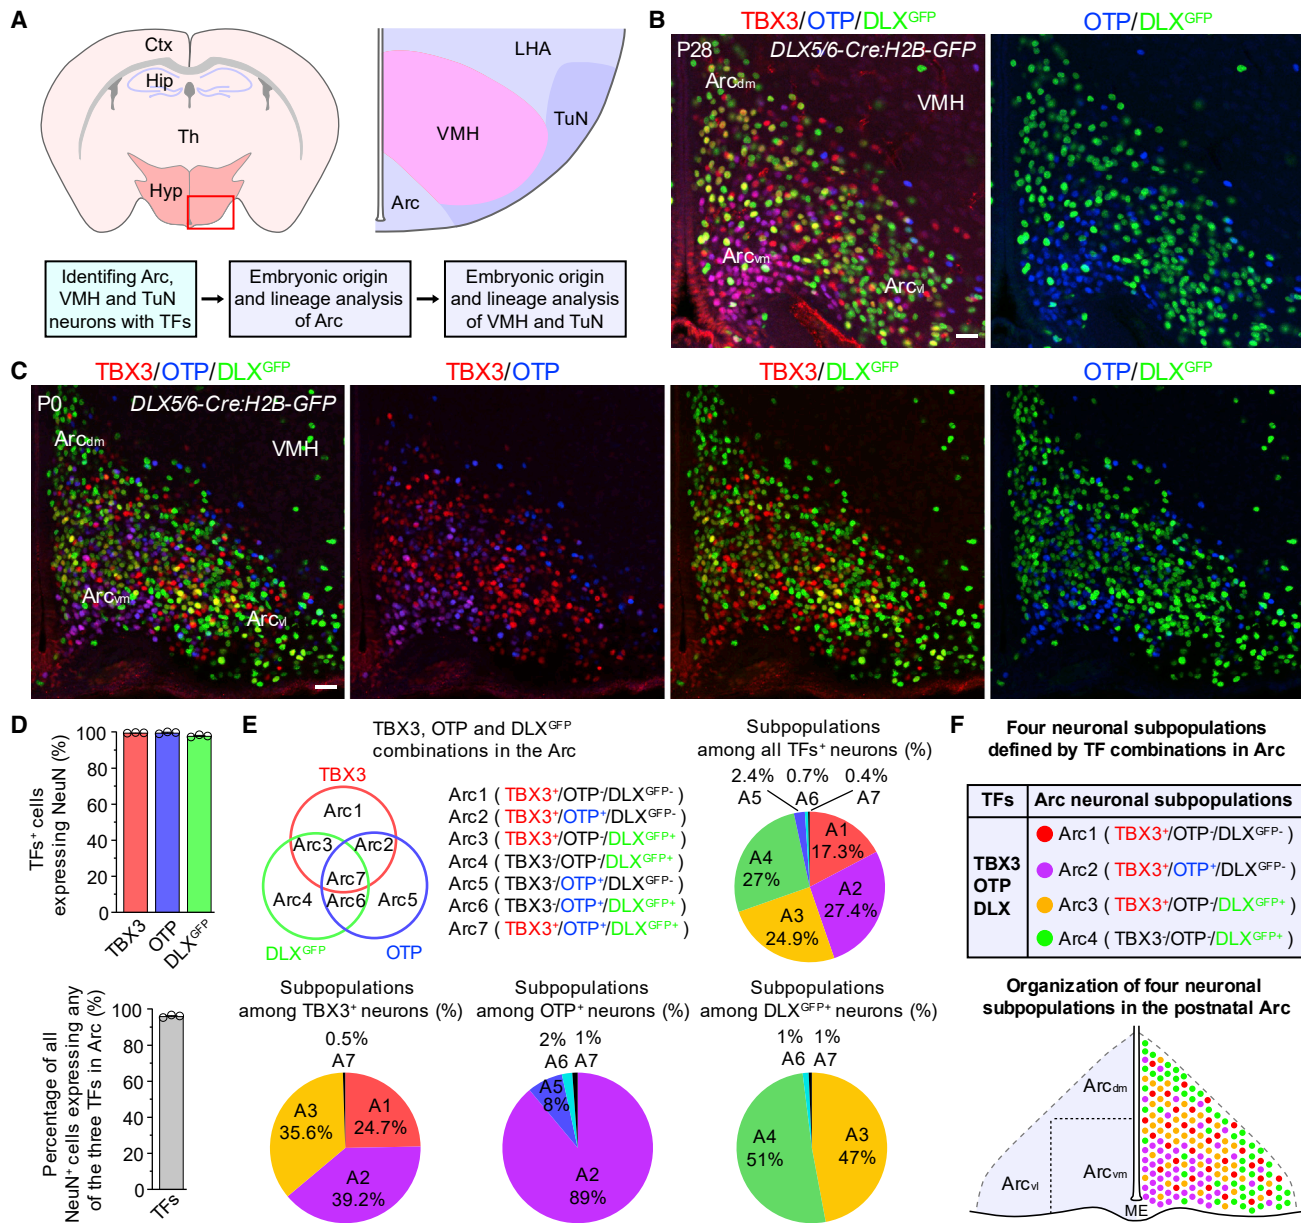 A
Ctx
Hip
Th
Hyp
LHA
VMH
TuN
Arc
Identifing Arc,
VMH and TuN
neurons with TFs
Embryonic origin
and lineage analysis
of Arc
Embryonic origin
and lineage analysis
of VMH and TuN
B
TBX3/OTP/DLXGFP
OTP/DLXGFP
P28
DLX5/6-Cre:H2B-GFP
Arcdm
VMH
Arcvm
Arcvl
C
TBX3/OTP/DLXGFP
TBX3/OTP
TBX3/DLXGFP
OTP/DLXGFP
P0
DLX5/6-Cre:H2B-GFP
Arcdm
VMH
Arcvm
Arcvl
D
TFs+ cells
expressing NeuN (%)
100
80
60
40
20
0
TBX3
OTP
DLXGFP
Percentage of all
NeuN+ cells expressing any
of the three TFs in Arc (%)
100
80
60
40
20
0
TFs
E
TBX3, OTP and DLXGFP
combinations in the Arc
TBX3
Arc1
Arc3
Arc2
Arc7
Arc4
Arc6
Arc5
DLXGFP
OTP
Arc1 ( TBX3+/OTP-/DLXGFP- )
Arc2 ( TBX3+/OTP+/DLXGFP- )
Arc3 ( TBX3+/OTP-/DLXGFP+ )
Arc4 ( TBX3-/OTP-/DLXGFP+ )
Arc5 ( TBX3-/OTP+/DLXGFP- )
Arc6 ( TBX3-/OTP+/DLXGFP+ )
Arc7 ( TBX3+/OTP+/DLXGFP+ )
Subpopulations
among all TFs+ neurons (%)
2.4%
0.7%
0.4%
A5
A6
A7
A1
17.3%
A4
27%
A2
27.4%
A3
24.9%
Subpopulations
among TBX3+ neurons (%)
0.5%
A7
A3
35.6%
A1
24.7%
A2
39.2%
Subpopulations
among OTP+ neurons (%)
2%
1%
A6
A7
A5
8%
A2
89%
Subpopulations
among DLXGFP+ neurons (%)
1%
1%
A6
A7
A4
51%
A3
47%
F
Four neuronal subpopulations
defined by TF combinations in Arc
TFs
Arc neuronal subpopulations
TBX3
OTP
DLX
Arc1 ( TBX3+/OTP-/DLXGFP- )
Arc2 ( TBX3+/OTP+/DLXGFP- )
Arc3 ( TBX3+/OTP-/DLXGFP+ )
Arc4 ( TBX3-/OTP-/DLXGFP+ )
Organization of four neuronal
subpopulations in the postnatal Arc
Arcdm
Arcvl
Arcvm
ME